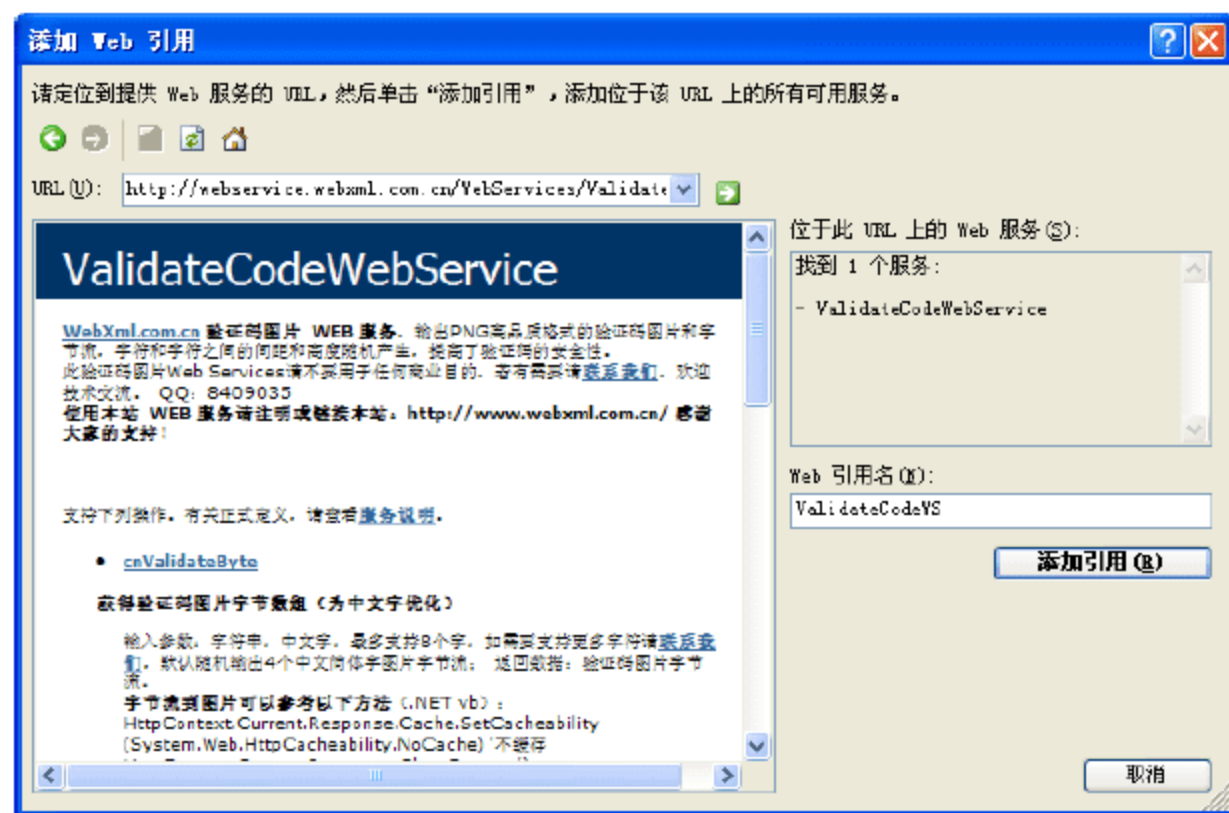 添加 Web 引用
请定位到提供 Web 服务的 URL，然后单击“添加引用”，添加位于该 URL 上的所有可用服务。
URL(U):
http://webservice.webxml.com.cn/WebServices/Validate
位于此 URL 上的 Web 服务(S):
找到 1 个服务:
- ValidateCodeWebService
ValidateCodeWebService
WebXml.com.cn 验证码图片 WEB 服务，输出PNG高品质格式的验证码图片和字
节流，字符和字符之间的间距和高度随机产生，提高了验证码的安全性。
此验证码图片Web Services请不要用于任何商业目的，若有需要请联系我们，欢迎
技术交流。 QQ：8409035
使用本站 WEB 服务请注明或链接本站：http://www.webxml.com.cn/ 感谢
大家的支持！
支持下列操作。有关正式定义，请查看服务说明。
• cnValidateByte
获得验证码图片字节数组（为中文字优化）
输入参数：字符串，中文字，最多支持8个字，如需要支持更多字符请联系我
们，默认随机输出4个中文简体字图片字节流； 返回数据：验证码图片字节
流。
字节流到图片可以参考以下方法（.NET vb）：
HttpContext.Current.Response.Cache.SetCacheability
(System.Web.HttpCacheability.NoCache) '不缓存
Web 引用名(N):
ValidateCodeWS
添加引用(R)
取消